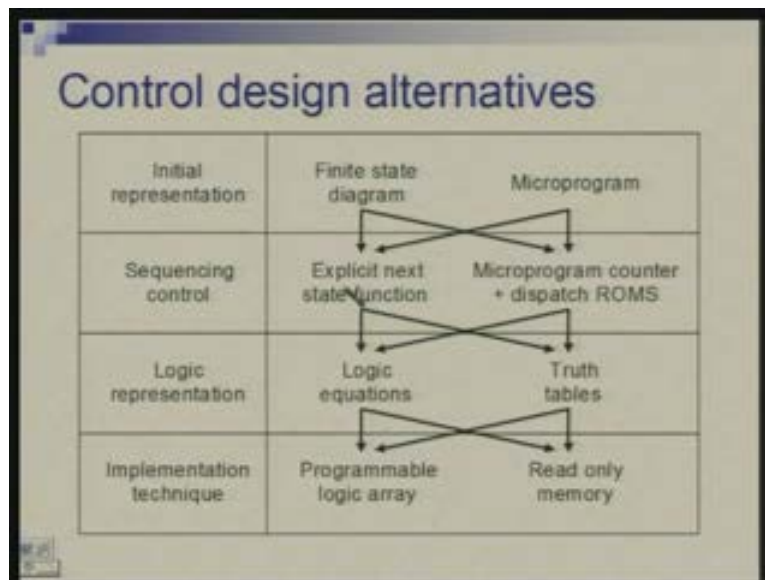 Control design alternatives
Initial
representation
Finite state
diagram
Microprogram
Sequencing
control
Explicit next
state function
Microprogram counter
+ dispatch ROMS
Logic
representation
Logic
equations
Truth
tables
Implementation
technique
Programmable
logic array
Read only
memory